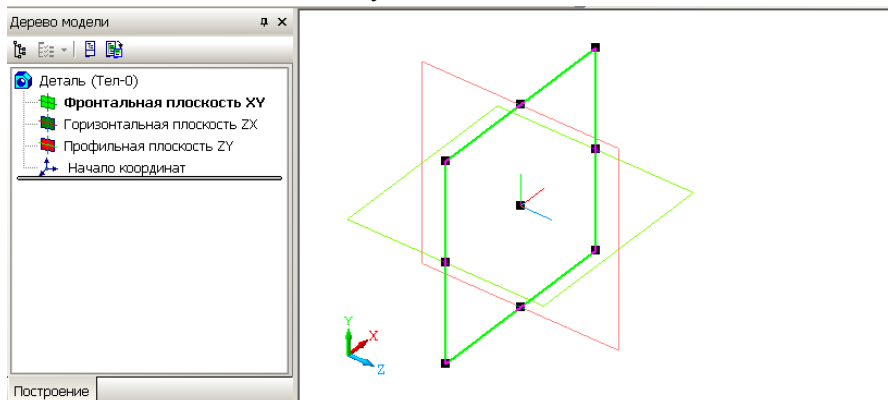 Дерево модели
Деталь (Тел-0)
Фронтальная плоскость XY
Горизонтальная плоскость ZX
Профильная плоскость ZY
Начало координат
Y
X
Z
Построение